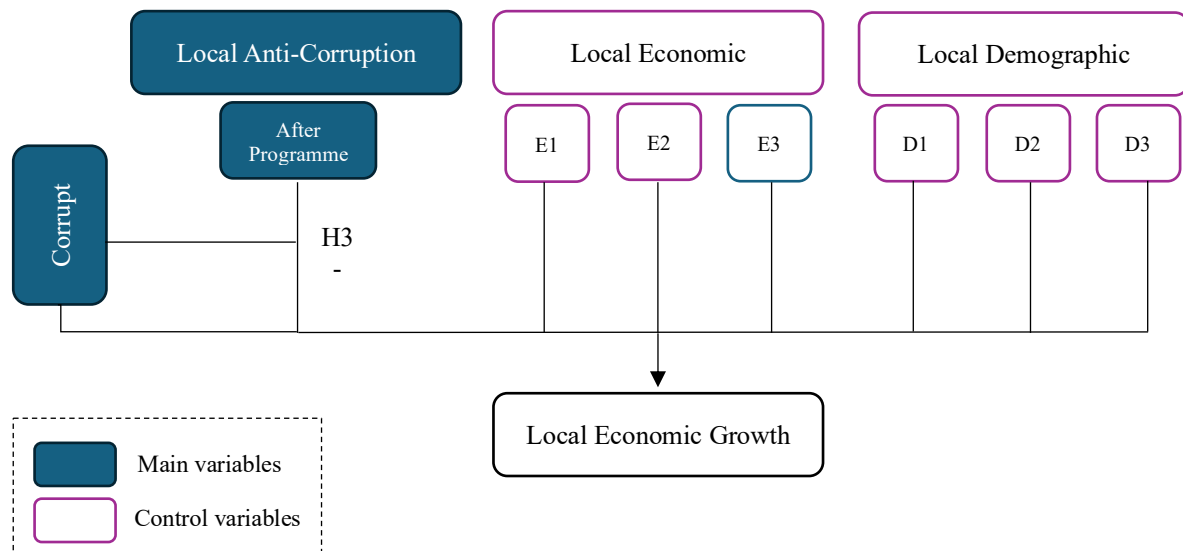 Local Anti-Corruption
Local Economic
Local Demographic
After
Programme
E1
E2
E3
D1
D2
D3
Corrupt
H3
-
Local Economic Growth
Main variables
Control variables